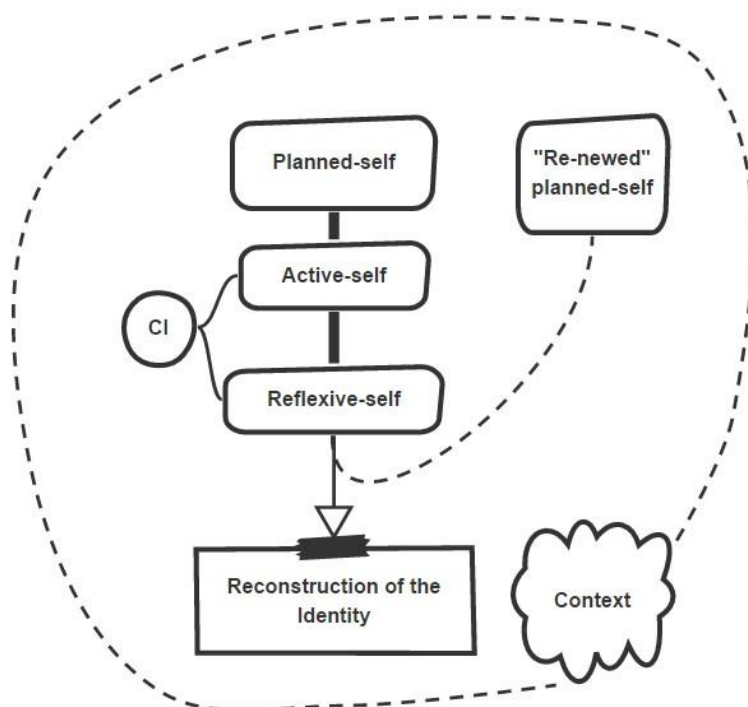 Planned-self
"Re-newed"
planned-self
Active-self
CI
Reflexive-self
Reconstruction of the
Identity
Context